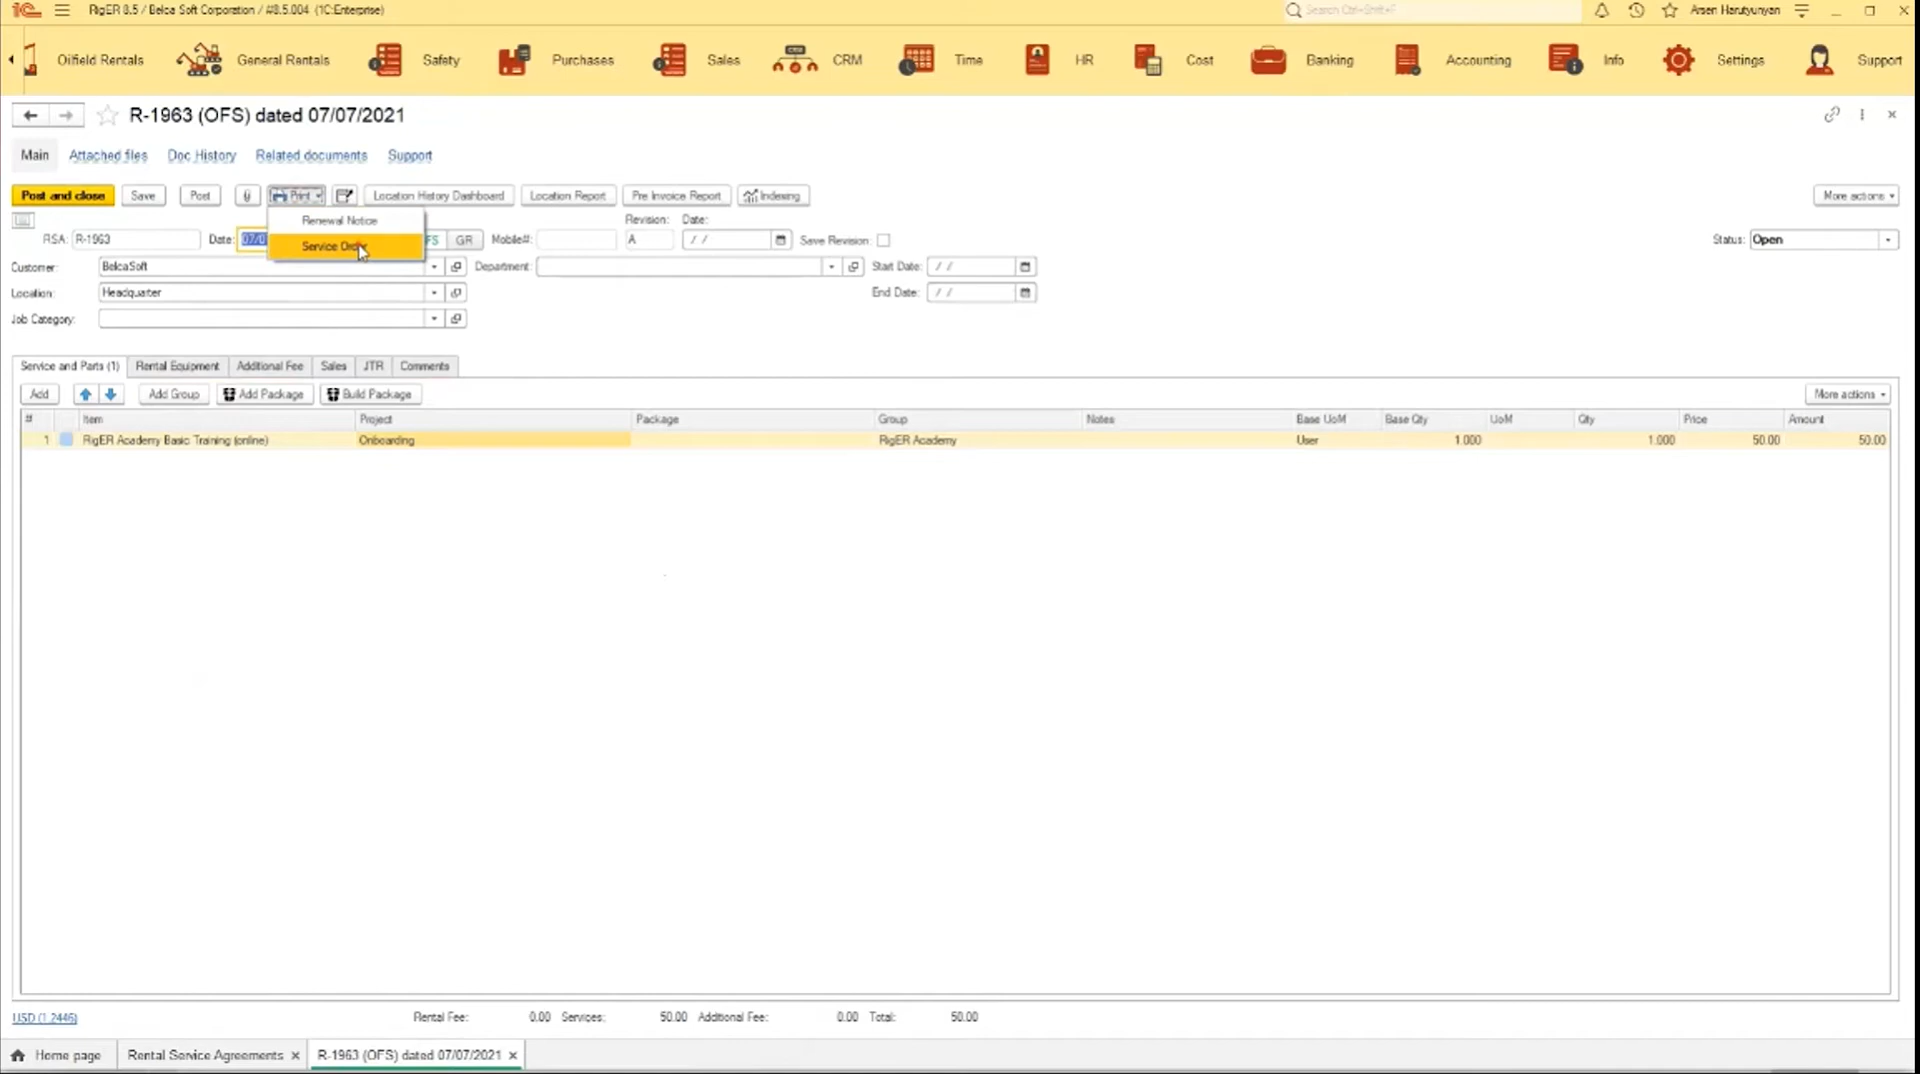 RigER 8.5 / Belca Soft Corporation / #8.5.004 (1C:Enterprise)
Search Ctrl+Shift+F
Arsen Harutyunyan
Oilfield Rentals
General Rentals
Safety
Purchases
Sales
CRM
Time
HR
Cost
Banking
Accounting
Info
Settings
Support
R-1963 (OFS) dated 07/07/2021
Main Attached files Doc History Related documents Support
Post and close Save Post Print Location History Dashboard Location Report Pre Invoice Report Indexing More actions
Renewal Notice
Service Order
Revision: Date:
RSA: R-1963 Date: 07/0 FS GR Mobile#: A / / Save Revision: Status: Open
Customer: BelcaSoft Department: Start Date: / /
Location: Headquarter End Date: / /
Job Category:
Service and Parts (1) Rental Equipment Additional Fee Sales JTR Comments
Add Add Group Add Package Build Package More actions
# Item Project Package Group Notes Base UoM Base Qty UoM Qty Price Amount
1 RigER Academy Basic Training (online) Onboarding RigER Academy User 1.000 1.000 50.00 50.00
USD (1.2446) Rental Fee: 0.00 Services: 50.00 Additional Fee: 0.00 Total: 50.00
Home page Rental Service Agreements R-1963 (OFS) dated 07/07/2021